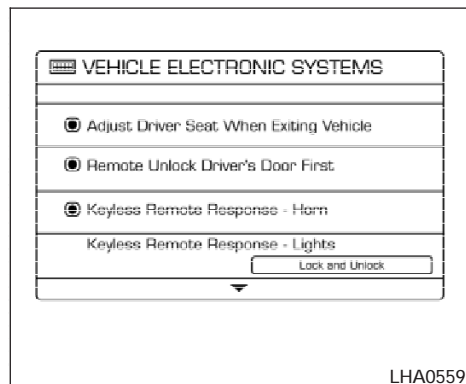 VEHICLE ELECTRONIC SYSTEMS
Adjust Driver Seat When Exiting Vehicle
Remote Unlock Driver's Door First
Keyless Remote Response - Horn
Keyless Remote Response - Lights
Lock and Unlock
LHA0559